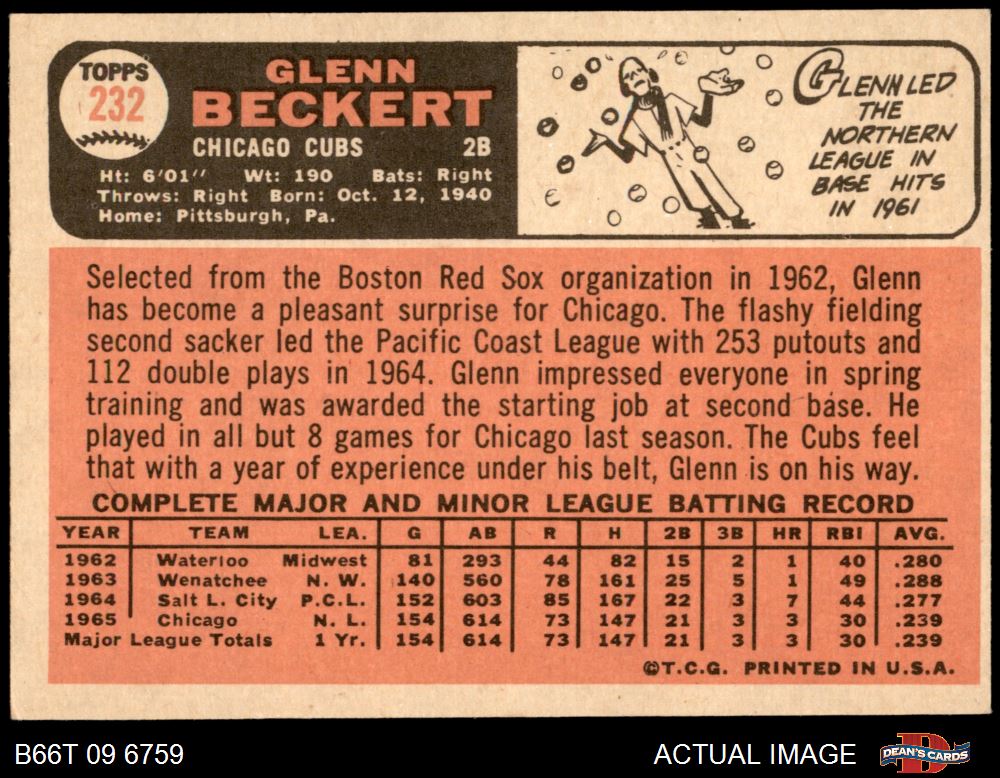 TOPPS
232
GLENN
BECKERT
CHICAGO CUBS 2B
Ht: 6'01" Wt: 190 Bats: Right
Throws: Right Born: Oct. 12, 1940
Home: Pittsburgh, Pa.
GLENN LED
THE
NORTHERN
LEAGUE IN
BASE HITS
IN 1961
Selected from the Boston Red Sox organization in 1962, Glenn
has become a pleasant surprise for Chicago. The flashy fielding
second sacker led the Pacific Coast League with 253 putouts and
112 double plays in 1964. Glenn impressed everyone in spring
training and was awarded the starting job at second base. He
played in all but 8 games for Chicago last season. The Cubs feel
that with a year of experience under his belt, Glenn is on his way.
COMPLETE MAJOR AND MINOR LEAGUE BATTING RECORD
YEAR TEAM LEA. G AB R H 2B 3B HR RBI AVG.
1962 Waterloo Midwest 81 293 44 82 15 2 1 40 .280
1963 Wenatchee N. W. 140 560 78 161 25 5 1 49 .288
1964 Salt L. City P.C.L. 152 603 85 167 22 3 7 44 .277
1965 Chicago N. L. 154 614 73 147 21 3 3 30 .239
Major League Totals 1 Yr. 154 614 73 147 21 3 3 30 .239
©T.C.G. PRINTED IN U.S.A.
B66T 09 6759 ACTUAL IMAGE DEAN'S CARDS